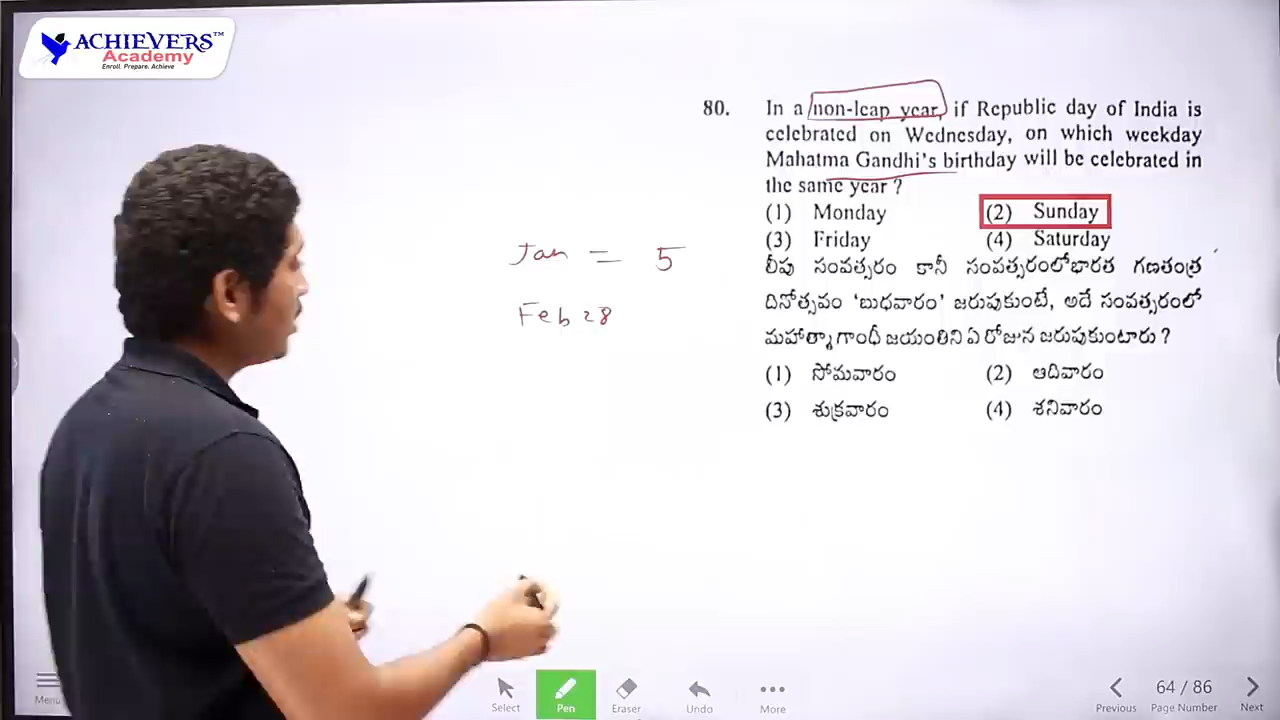 ACHIEVERS™
Academy
Enroll. Prepare. Achieve
80. In a non-leap year, if Republic day of India is
celebrated on Wednesday, on which weekday
Mahatma Gandhi's birthday will be celebrated in
the same year ?
(1) Monday (2) Sunday
(3) Friday (4) Saturday
లీపు సంవత్సరం కానీ సంపత్సరంలోభారత గణతంత్ర
దినోత్సవం 'బుధవారం' జరుపుకుంటే, అదే సంవత్సరంలో
మహాత్మా గాంధీ జయంతిని ఏ రోజున జరుపుకుంటారు ?
(1) సోమవారం (2) ఆదివారం
(3) శుక్రవారం (4) శనివారం
Jan = 5
Feb 28
Menu Select Pen Eraser Undo More
64 / 86
Previous Page Number Next